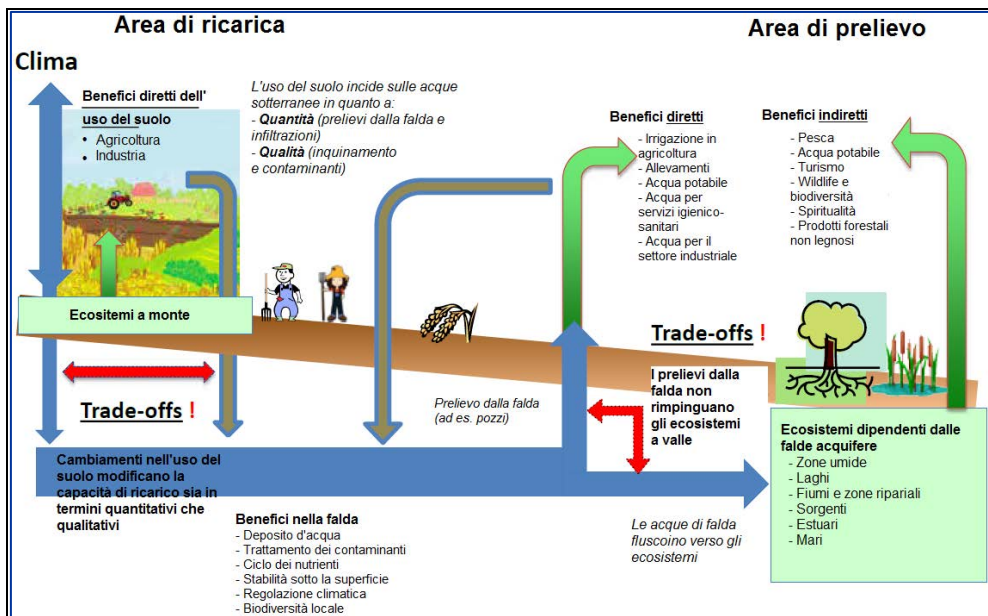 Area di ricarica
Area di prelievo
Clima
Benefici diretti dell'
uso del suolo
• Agricoltura
• Industria
L'uso del suolo incide sulle acque
sotterranee in quanto a:
- Quantità (prelievi dalla falda e
infiltrazioni)
- Qualità (inquinamento
e contaminanti)
Benefici diretti
- Irrigazione in
agricoltura
- Allevamenti
- Acqua potabile
- Acqua per
servizi igienico-
sanitari
- Acqua per il
settore industriale
Benefici indiretti
- Pesca
- Acqua potabile
- Turismo
- Wildlife e
biodiversità
- Spiritualità
- Prodotti forestali
non legnosi
Ecositemi a monte
Trade-offs !
Trade-offs !
I prelievi dalla
falda non
rimpinguano
gli ecosistemi
a valle
Prelievo dalla falda
(ad es. pozzi)
Cambiamenti nell'uso del
suolo modificano la
capacità di ricarico sia in
termini quantitativi che
qualitativi
Benefici nella falda
- Deposito d'acqua
- Trattamento dei contaminanti
- Ciclo dei nutrienti
- Stabilità sotto la superficie
- Regolazione climatica
- Biodiversità locale
Le acque di falda
fluscoino verso gli
ecosistemi
Ecosistemi dipendenti dalle
falde acquifere
- Zone umide
- Laghi
- Fiumi e zone ripariali
- Sorgenti
- Estuari
- Mari